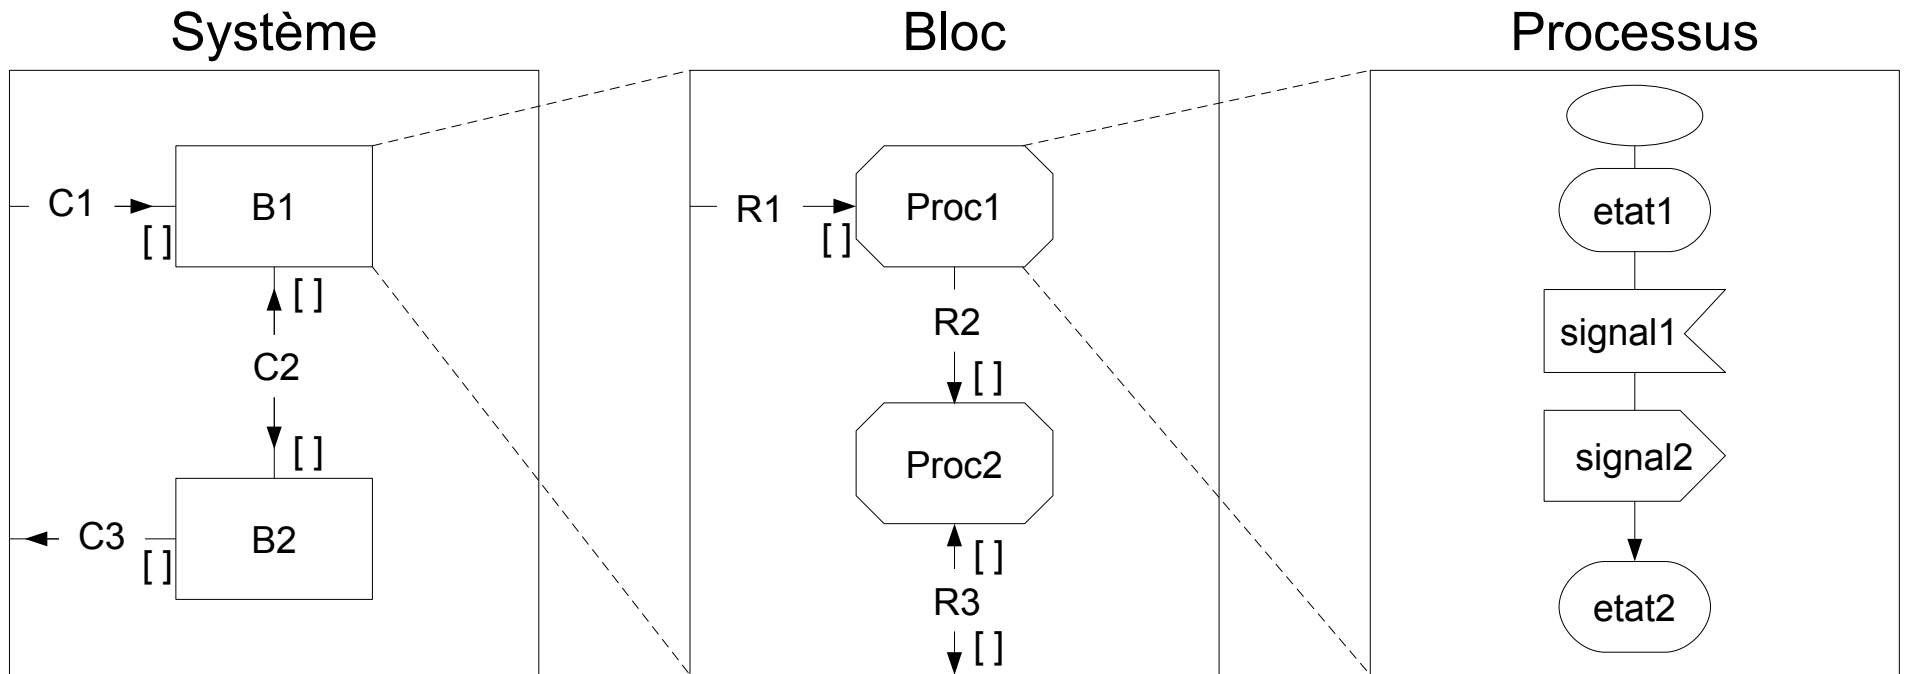 Système
Bloc
Processus
C1
[ ]
B1
[ ]
C2
[ ]
C3
[ ]
B2
R1
[ ]
Proc1
R2
[ ]
Proc2
[ ]
R3
[ ]
etat1
signal1
signal2
etat2